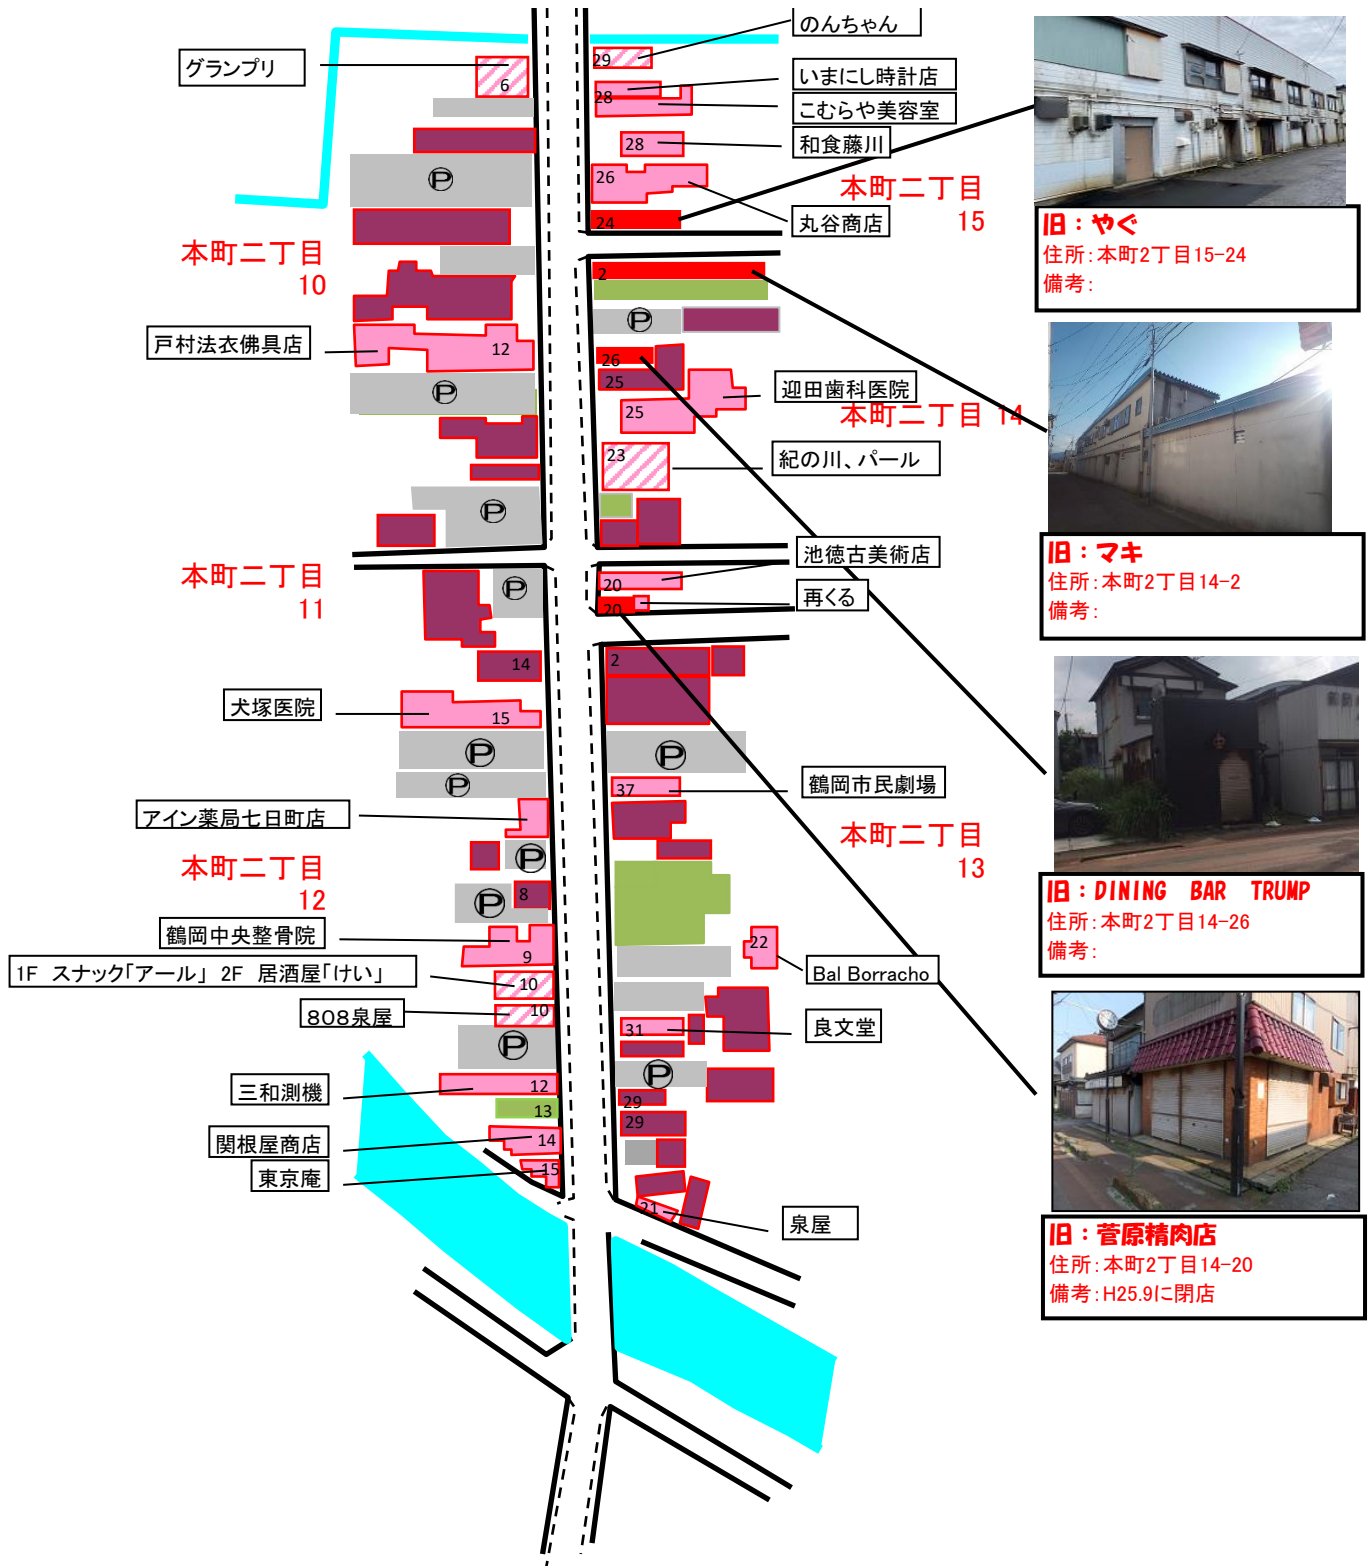 のんちゃん
29
グランプリ
6
いまにし時計店
28
こむらや美容室
和食藤川
28
26
本町二丁目
15
丸谷商店
24
旧：やぐ
住所：本町2丁目15-24
備考：
P
本町二丁目
10
2
P
戸村法衣佛具店
12
26
25
迎田歯科医院
25
本町二丁目 14
P
23
紀の川、パール
P
旧：マキ
住所：本町2丁目14-2
備考：
池徳古美術店
20
再くる
20
本町二丁目
11
P
14
2
犬塚医院
15
P
P
P
鶴岡市民劇場
37
アイン薬局七日町店
本町二丁目
13
本町二丁目
12
P
8
P
旧：DINING BAR TRUMP
住所：本町2丁目14-26
備考：
鶴岡中央整骨院
9
22
Bal Borracho
1F スナック「アール」 2F 居酒屋「けい」
10
808泉屋
10
良文堂
31
P
P
三和測機
12
13
29
29
関根屋商店
14
東京庵
15
21
泉屋
旧：菅原精肉店
住所：本町2丁目14-20
備考：H25.9に閉店